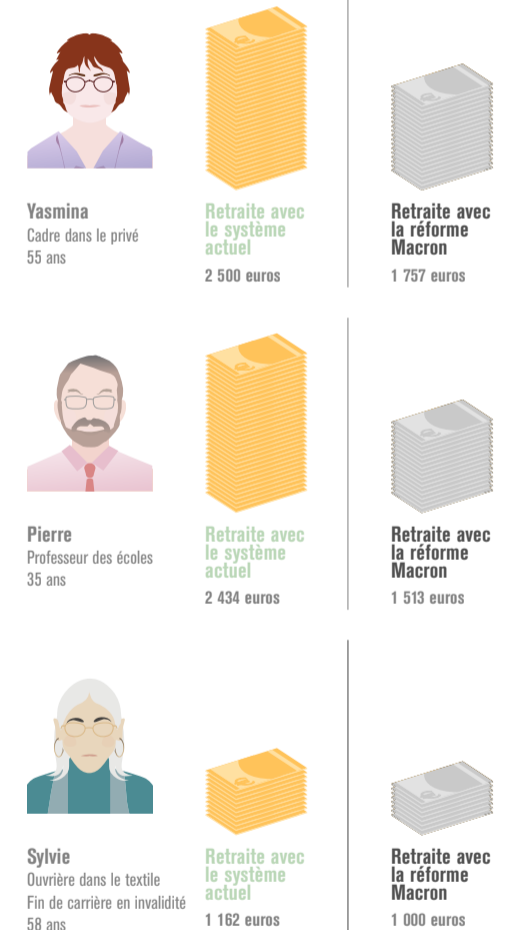 Yasmina
Cadre dans le privé
55 ans
Retraite avec
le système
actuel
2 500 euros
Retraite avec
la réforme
Macron
1 757 euros
Pierre
Professeur des écoles
35 ans
Retraite avec
le système
actuel
2 434 euros
Retraite avec
la réforme
Macron
1 513 euros
Sylvie
Ouvrière dans le textile
Fin de carrière en invalidité
58 ans
Retraite avec
le système
actuel
1 162 euros
Retraite avec
la réforme
Macron
1 000 euros